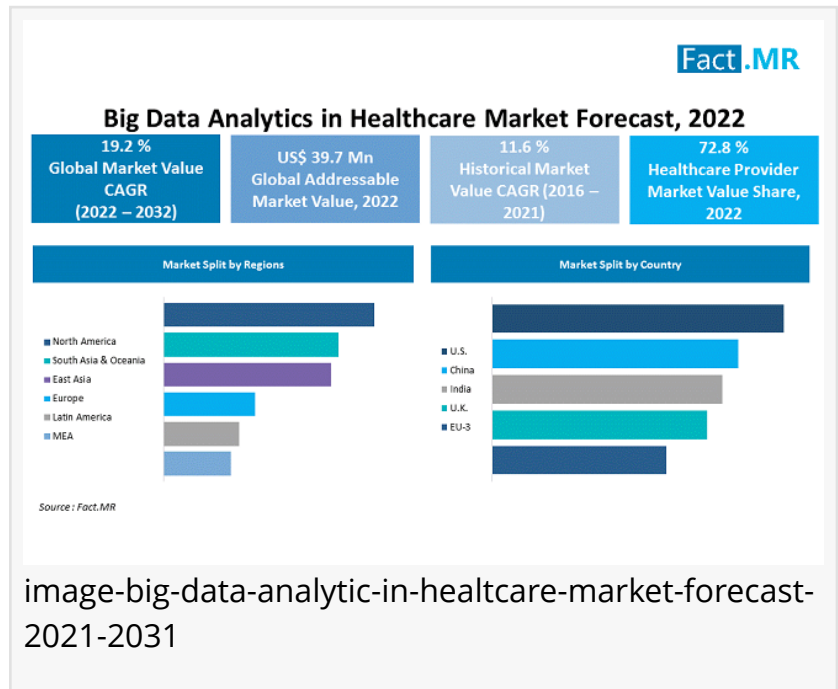 Fact.MR
Big Data Analytics in Healthcare Market Forecast, 2022
19.2 %
Global Market Value
CAGR
(2022 – 2032)
US$ 39.7 Mn
Global Addressable
Market Value, 2022
11.6 %
Historical Market
Value CAGR (2016 –
2021)
72.8 %
Healthcare Provider
Market Value Share,
2022
Market Split by Regions
North America
South Asia & Oceania
East Asia
Europe
Latin America
MEA
Market Split by Country
U.S.
China
India
U.K.
EU-3
Source : Fact.MR
image-big-data-analytic-in-healtcare-market-forecast-
2021-2031